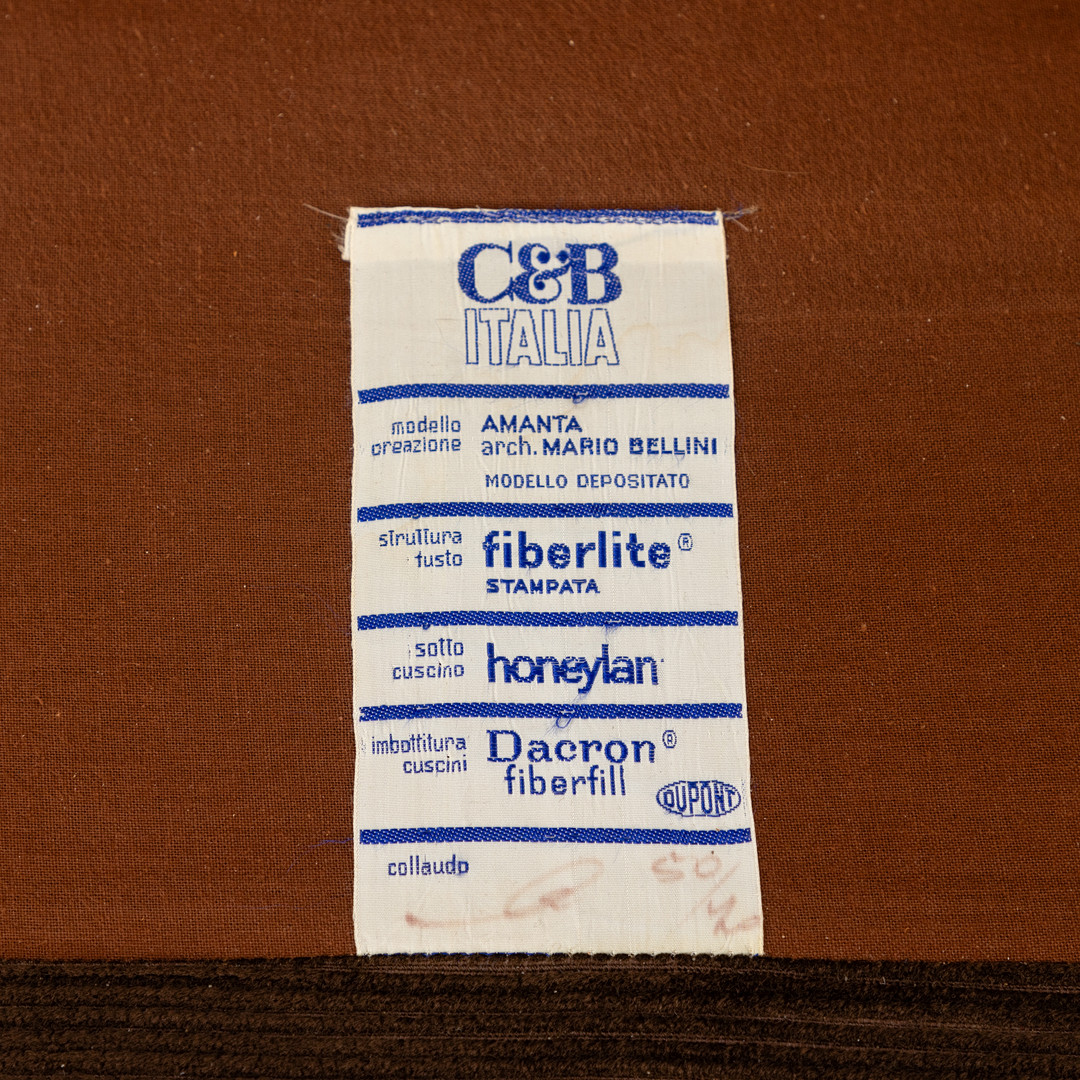 C&B
ITALIA
modello AMANTA
creazione arch. MARIO BELLINI
MODELLO DEPOSITATO
struttura fusto fiberlite®
STAMPATA
sotto cuscino honeylan
imbottitura cuscini Dacron®
fiberfill
DUPONT
collaudo
50/